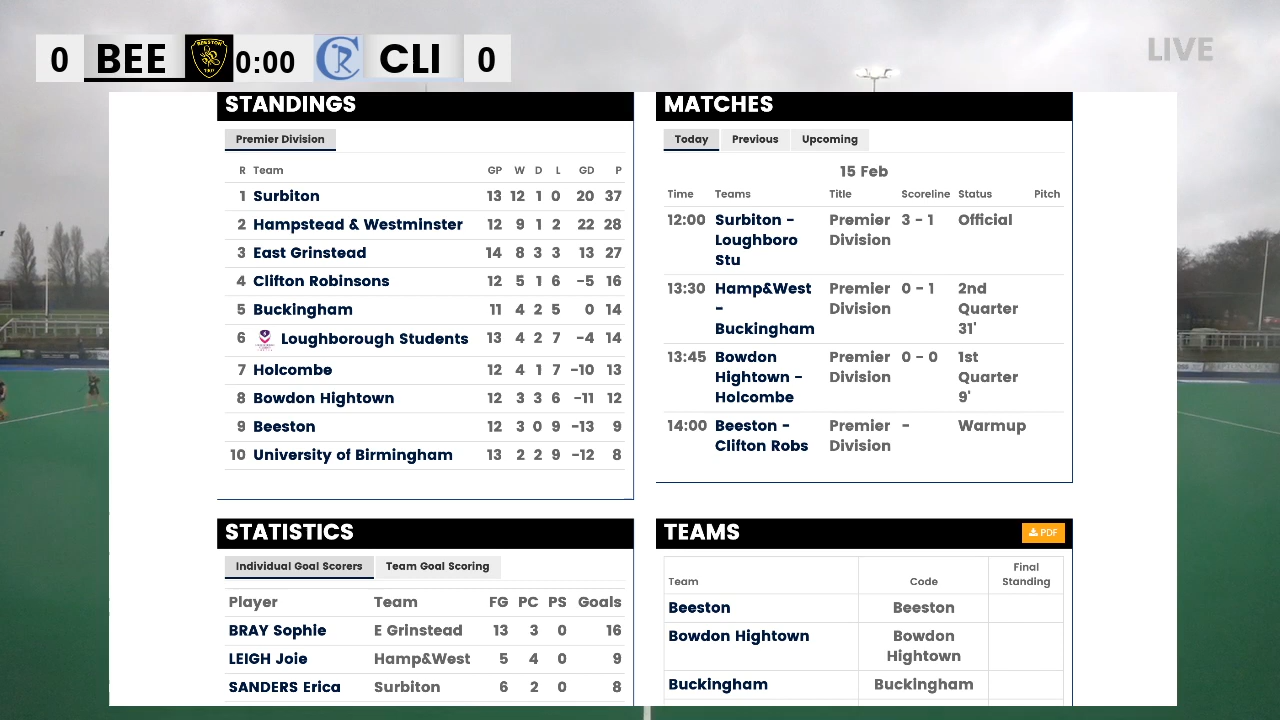 0 BEE 0:00 CLI 0
LIVE
STANDINGS
Premier Division
R Team GP W D L GD P
1 Surbiton 13 12 1 0 20 37
2 Hampstead & Westminster 12 9 1 2 22 28
3 East Grinstead 14 8 3 3 13 27
4 Clifton Robinsons 12 5 1 6 -5 16
5 Buckingham 11 4 2 5 0 14
6 Loughborough Students 13 4 2 7 -4 14
7 Holcombe 12 4 1 7 -10 13
8 Bowdon Hightown 12 3 3 6 -11 12
9 Beeston 12 3 0 9 -13 9
10 University of Birmingham 13 2 2 9 -12 8
MATCHES
Today Previous Upcoming
15 Feb
Time Teams Title Scoreline Status Pitch
12:00 Surbiton - Premier 3 - 1 Official
Loughboro Division
Stu
13:30 Hamp&West Premier 0 - 1 2nd
- Division Quarter
Buckingham 31'
13:45 Bowdon Premier 0 - 0 1st
Hightown - Division Quarter
Holcombe 9'
14:00 Beeston - Premier - Warmup
Clifton Robs Division
STATISTICS
Individual Goal Scorers Team Goal Scoring
Player Team FG PC PS Goals
BRAY Sophie E Grinstead 13 3 0 16
LEIGH Joie Hamp&West 5 4 0 9
SANDERS Erica Surbiton 6 2 0 8
TEAMS
PDF
Final
Team Code Standing
Beeston Beeston
Bowdon Hightown Bowdon
Hightown
Buckingham Buckingham